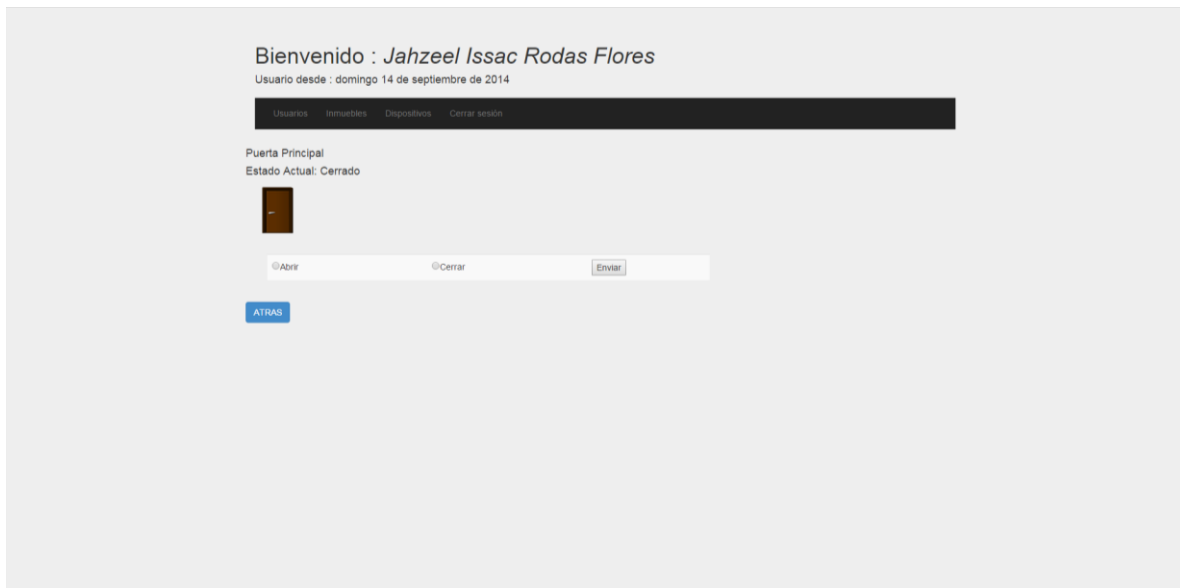 Bienvenido : Jahzeel Issac Rodas Flores
Usuario desde : domingo 14 de septiembre de 2014
Usuarios Inmuebles Dispositivos Cerrar sesión
Puerta Principal
Estado Actual: Cerrado
Abrir Cerrar Enviar
ATRAS